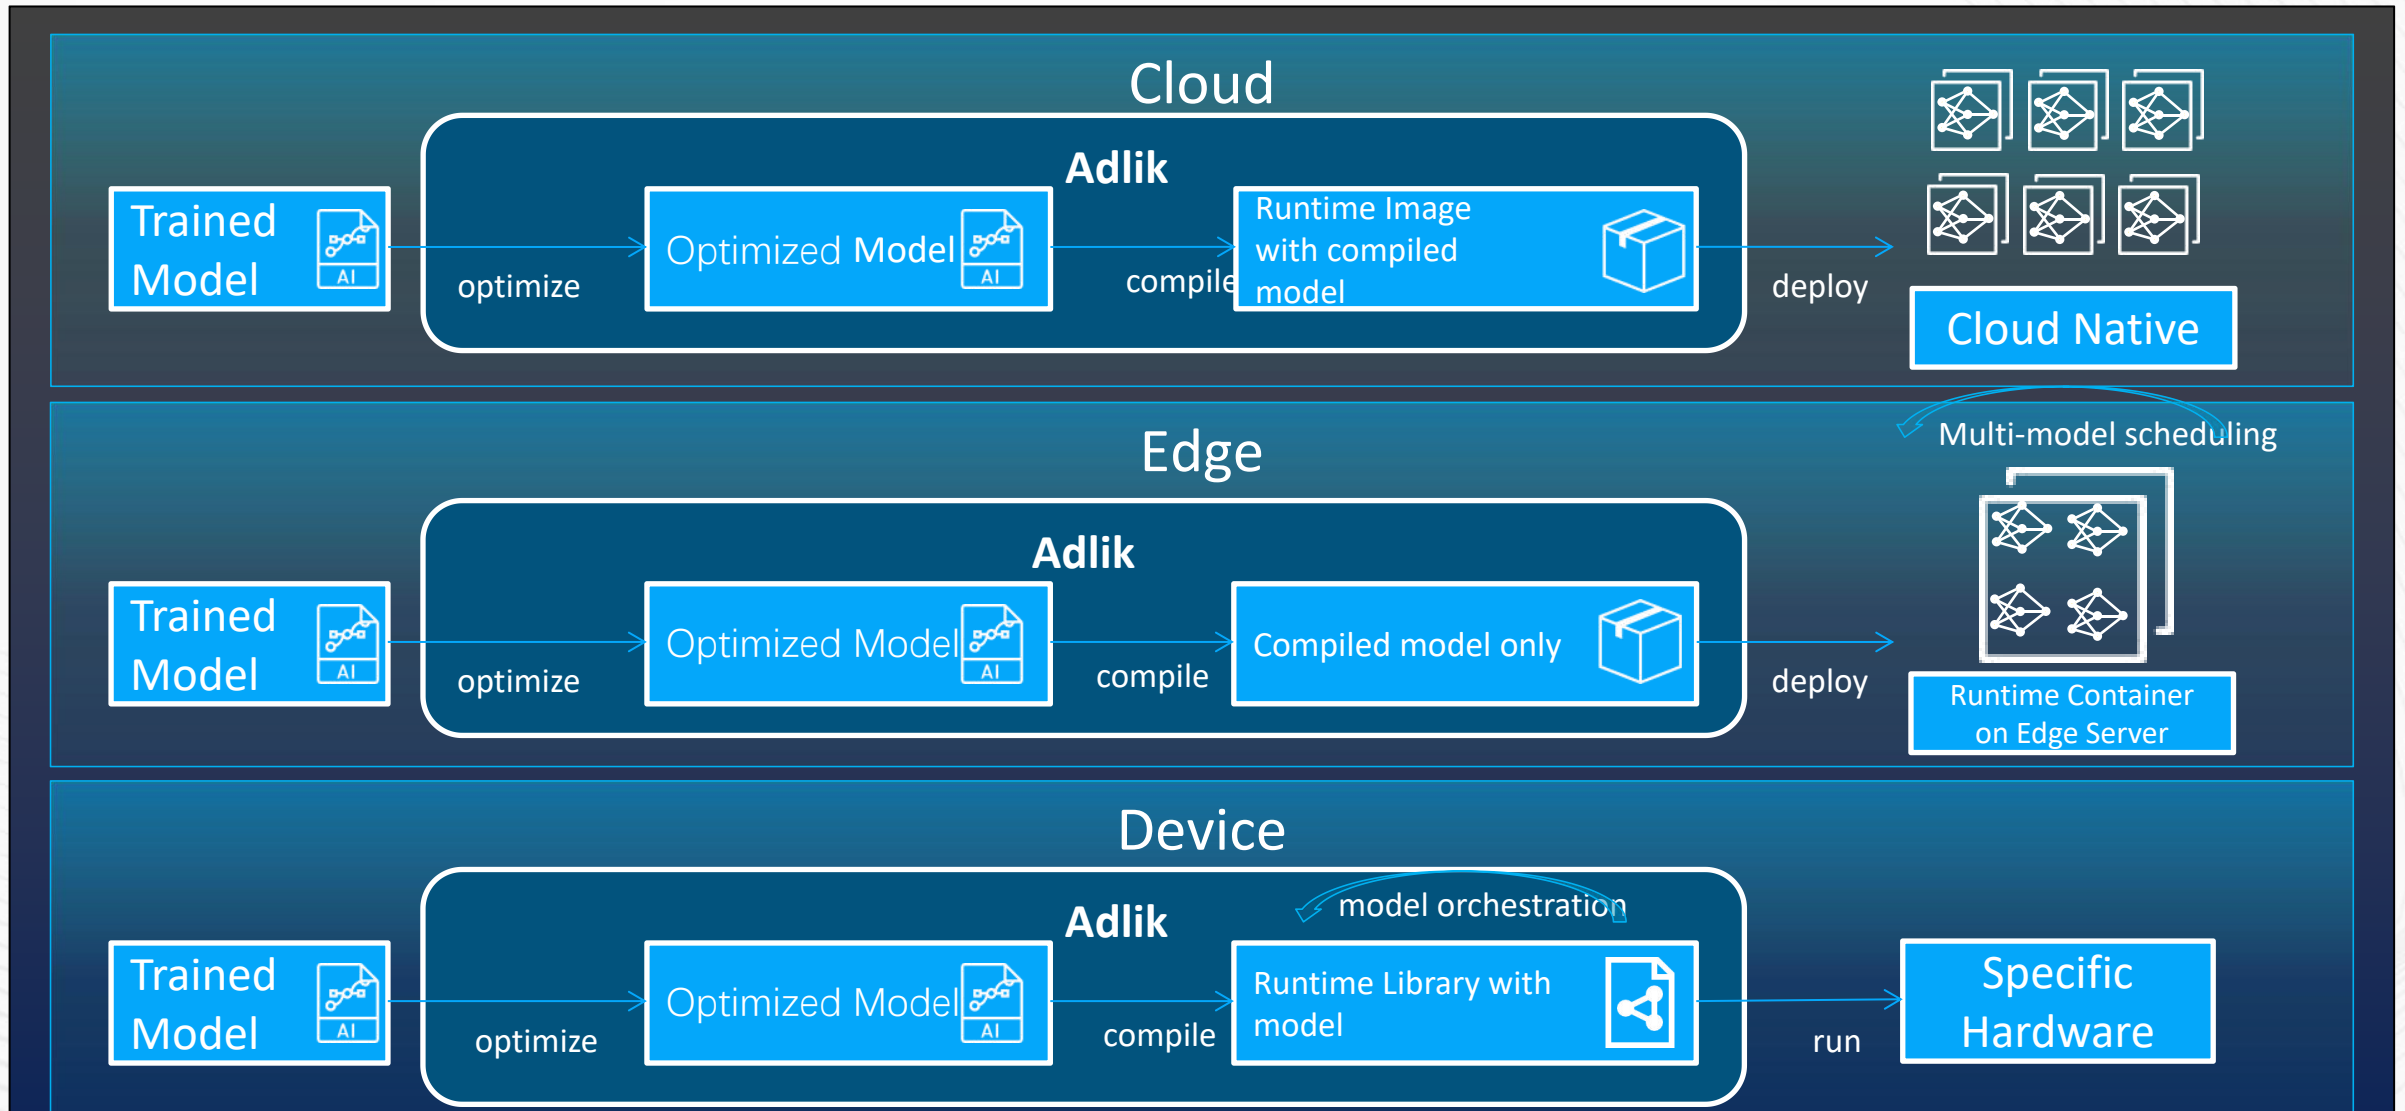 Cloud
Adlik
Trained
Model
AI
optimize
Optimized Model
AI
compile
Runtime Image
with compiled
model
deploy
Cloud Native
Edge
Multi-model scheduling
Adlik
Trained
Model
AI
optimize
Optimized Model
AI
compile
Compiled model only
deploy
Runtime Container
on Edge Server
Device
Adlik
model orchestration
Trained
Model
AI
optimize
Optimized Model
AI
compile
Runtime Library with
model
run
Specific
Hardware